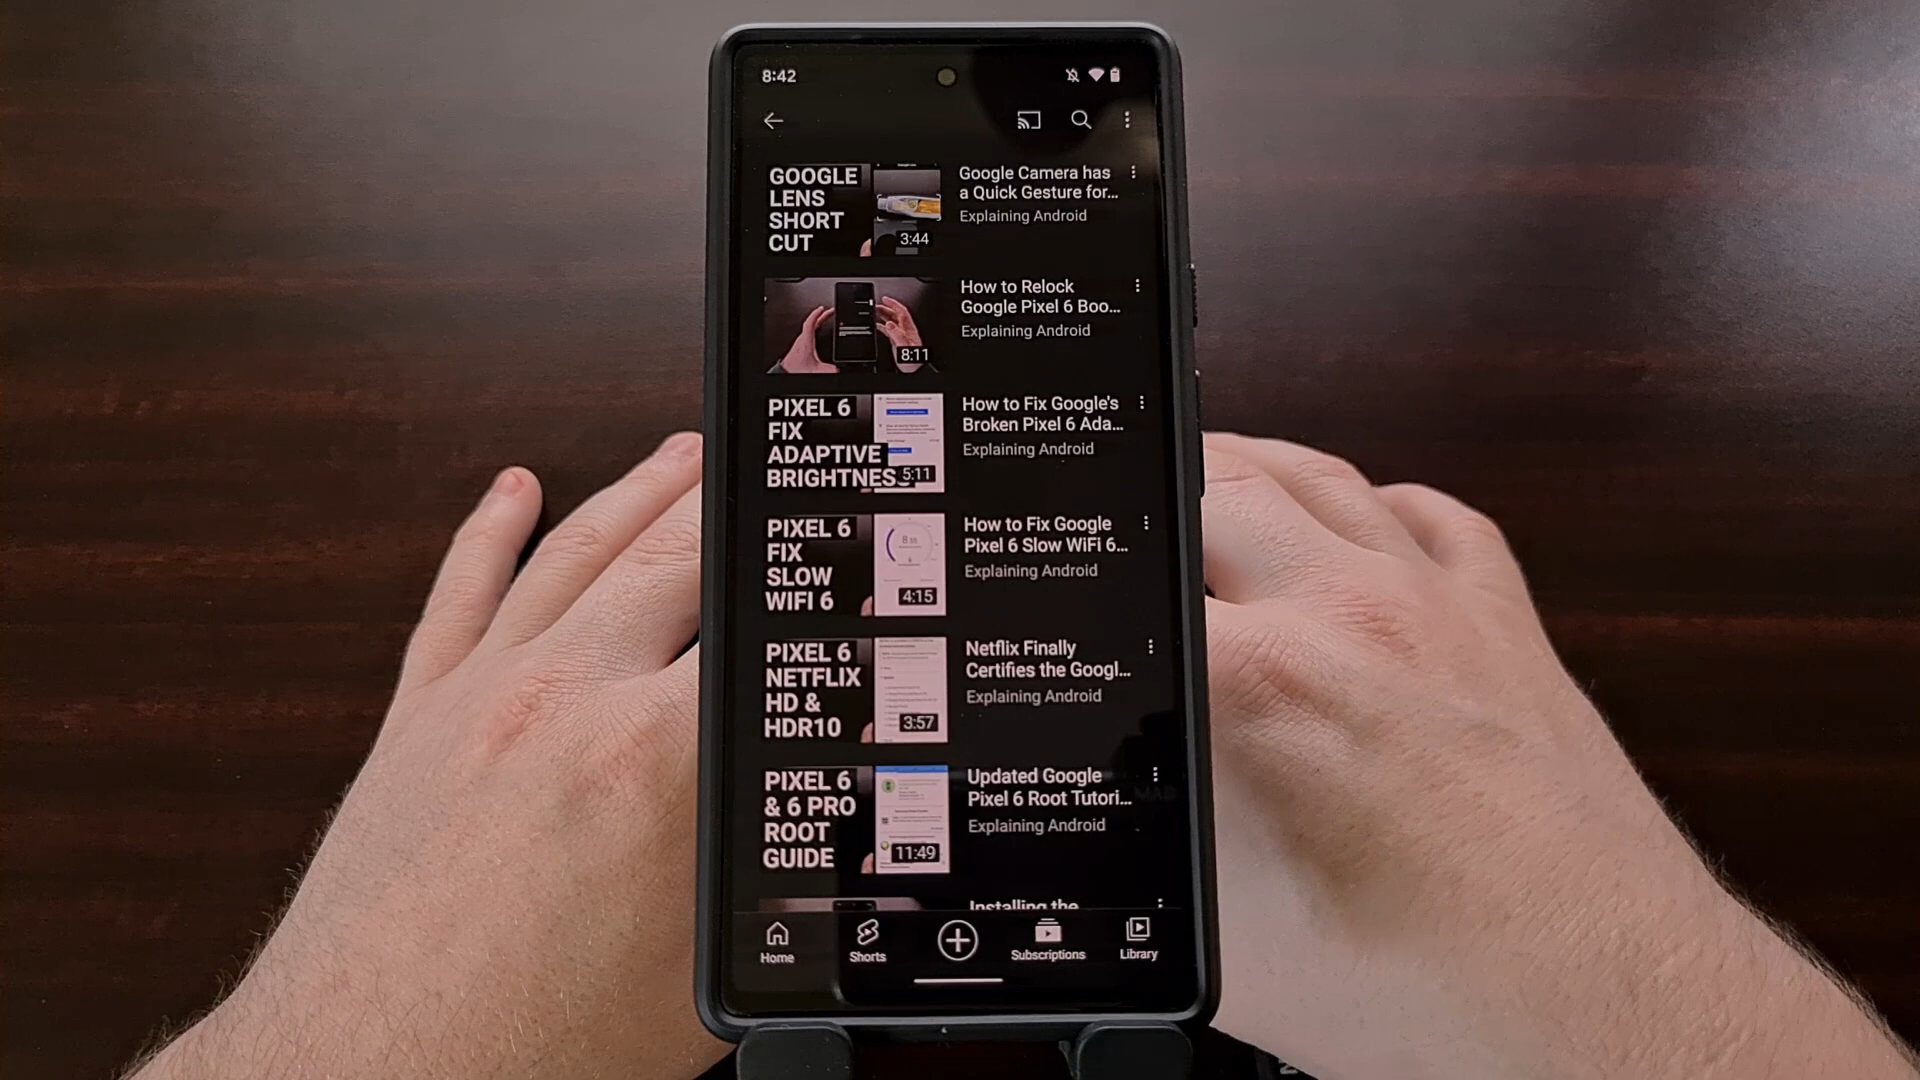 8:42
GOOGLE
LENS
SHORT
CUT
3:44
Google Camera has
a Quick Gesture for...
Explaining Android
8:11
How to Relock
Google Pixel 6 Boo...
Explaining Android
PIXEL 6
FIX
ADAPTIVE
BRIGHTNESS
5:11
How to Fix Google's
Broken Pixel 6 Ada...
Explaining Android
PIXEL 6
FIX
SLOW
WIFI 6
4:15
How to Fix Google
Pixel 6 Slow WiFi 6...
Explaining Android
PIXEL 6
NETFLIX
HD &
HDR10
3:57
Netflix Finally
Certifies the Googl...
Explaining Android
PIXEL 6
& 6 PRO
ROOT
GUIDE
11:49
Updated Google
Pixel 6 Root Tutori...
Explaining Android
Installing the
Home
Shorts
Subscriptions
Library